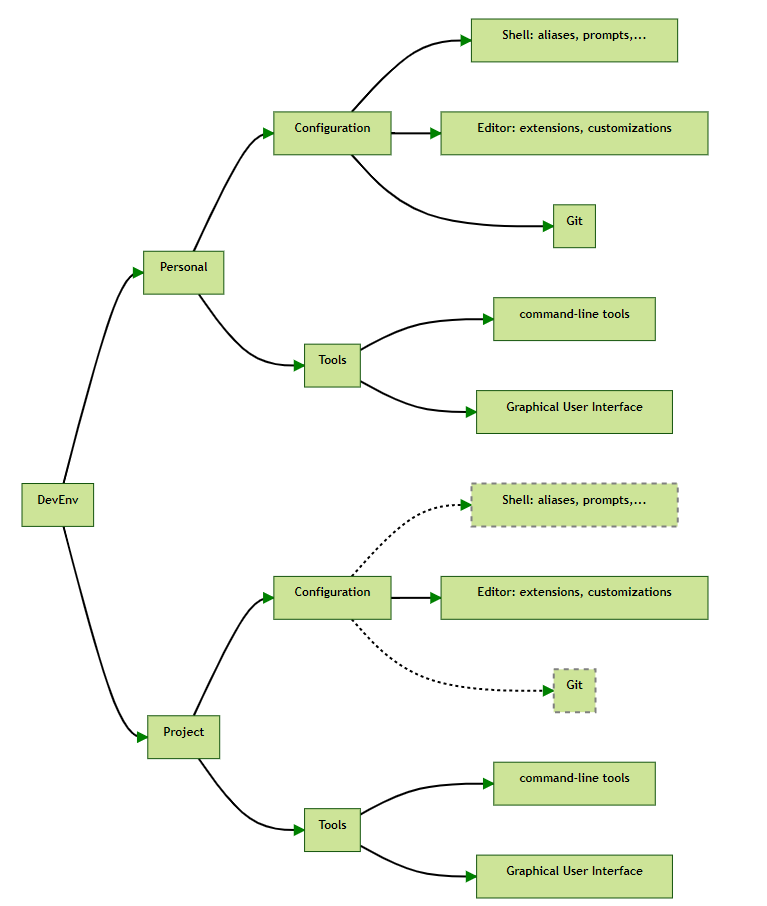 Shell: aliases, prompts,...
Configuration
Editor: extensions, customizations
Git
Personal
command-line tools
Tools
Graphical User Interface
DevEnv
Shell: aliases, prompts,...
Configuration
Editor: extensions, customizations
Git
Project
command-line tools
Tools
Graphical User Interface